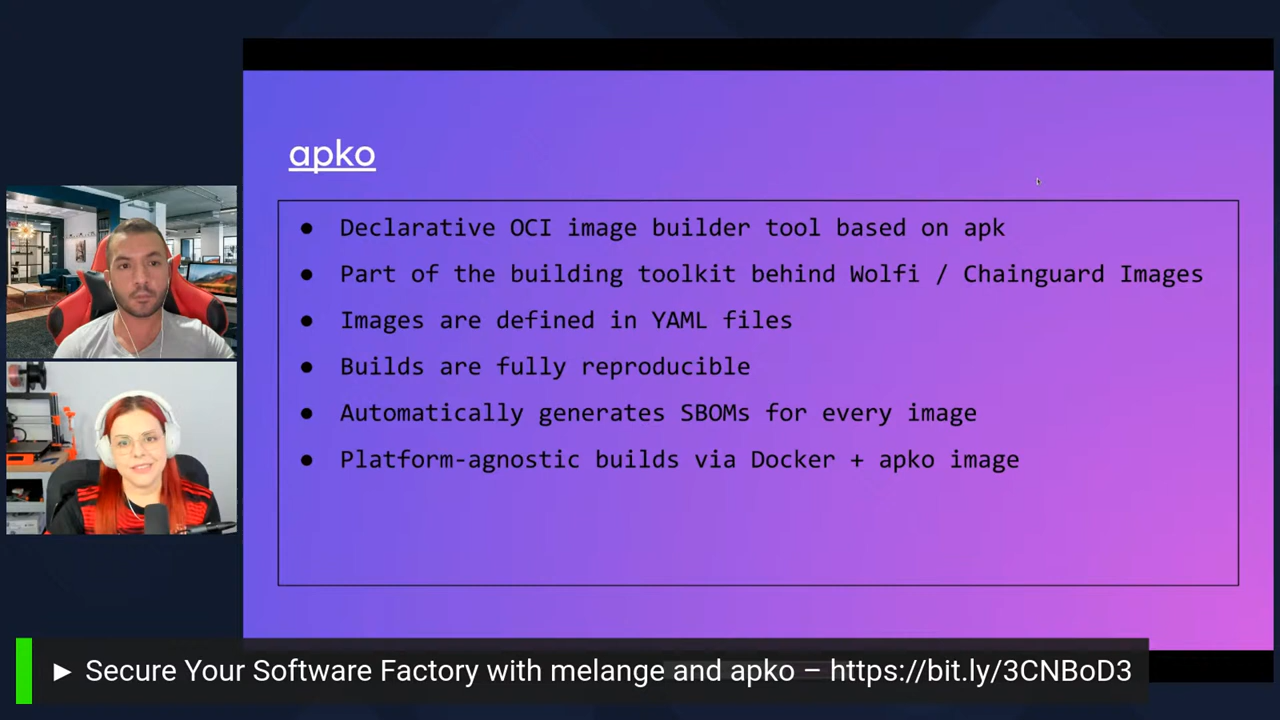 apko
● Declarative OCI image builder tool based on apk
● Part of the building toolkit behind Wolfi / Chainguard Images
● Images are defined in YAML files
● Builds are fully reproducible
● Automatically generates SBOMs for every image
● Platform-agnostic builds via Docker + apko image
► Secure Your Software Factory with melange and apko – https://bit.ly/3CNBoD3